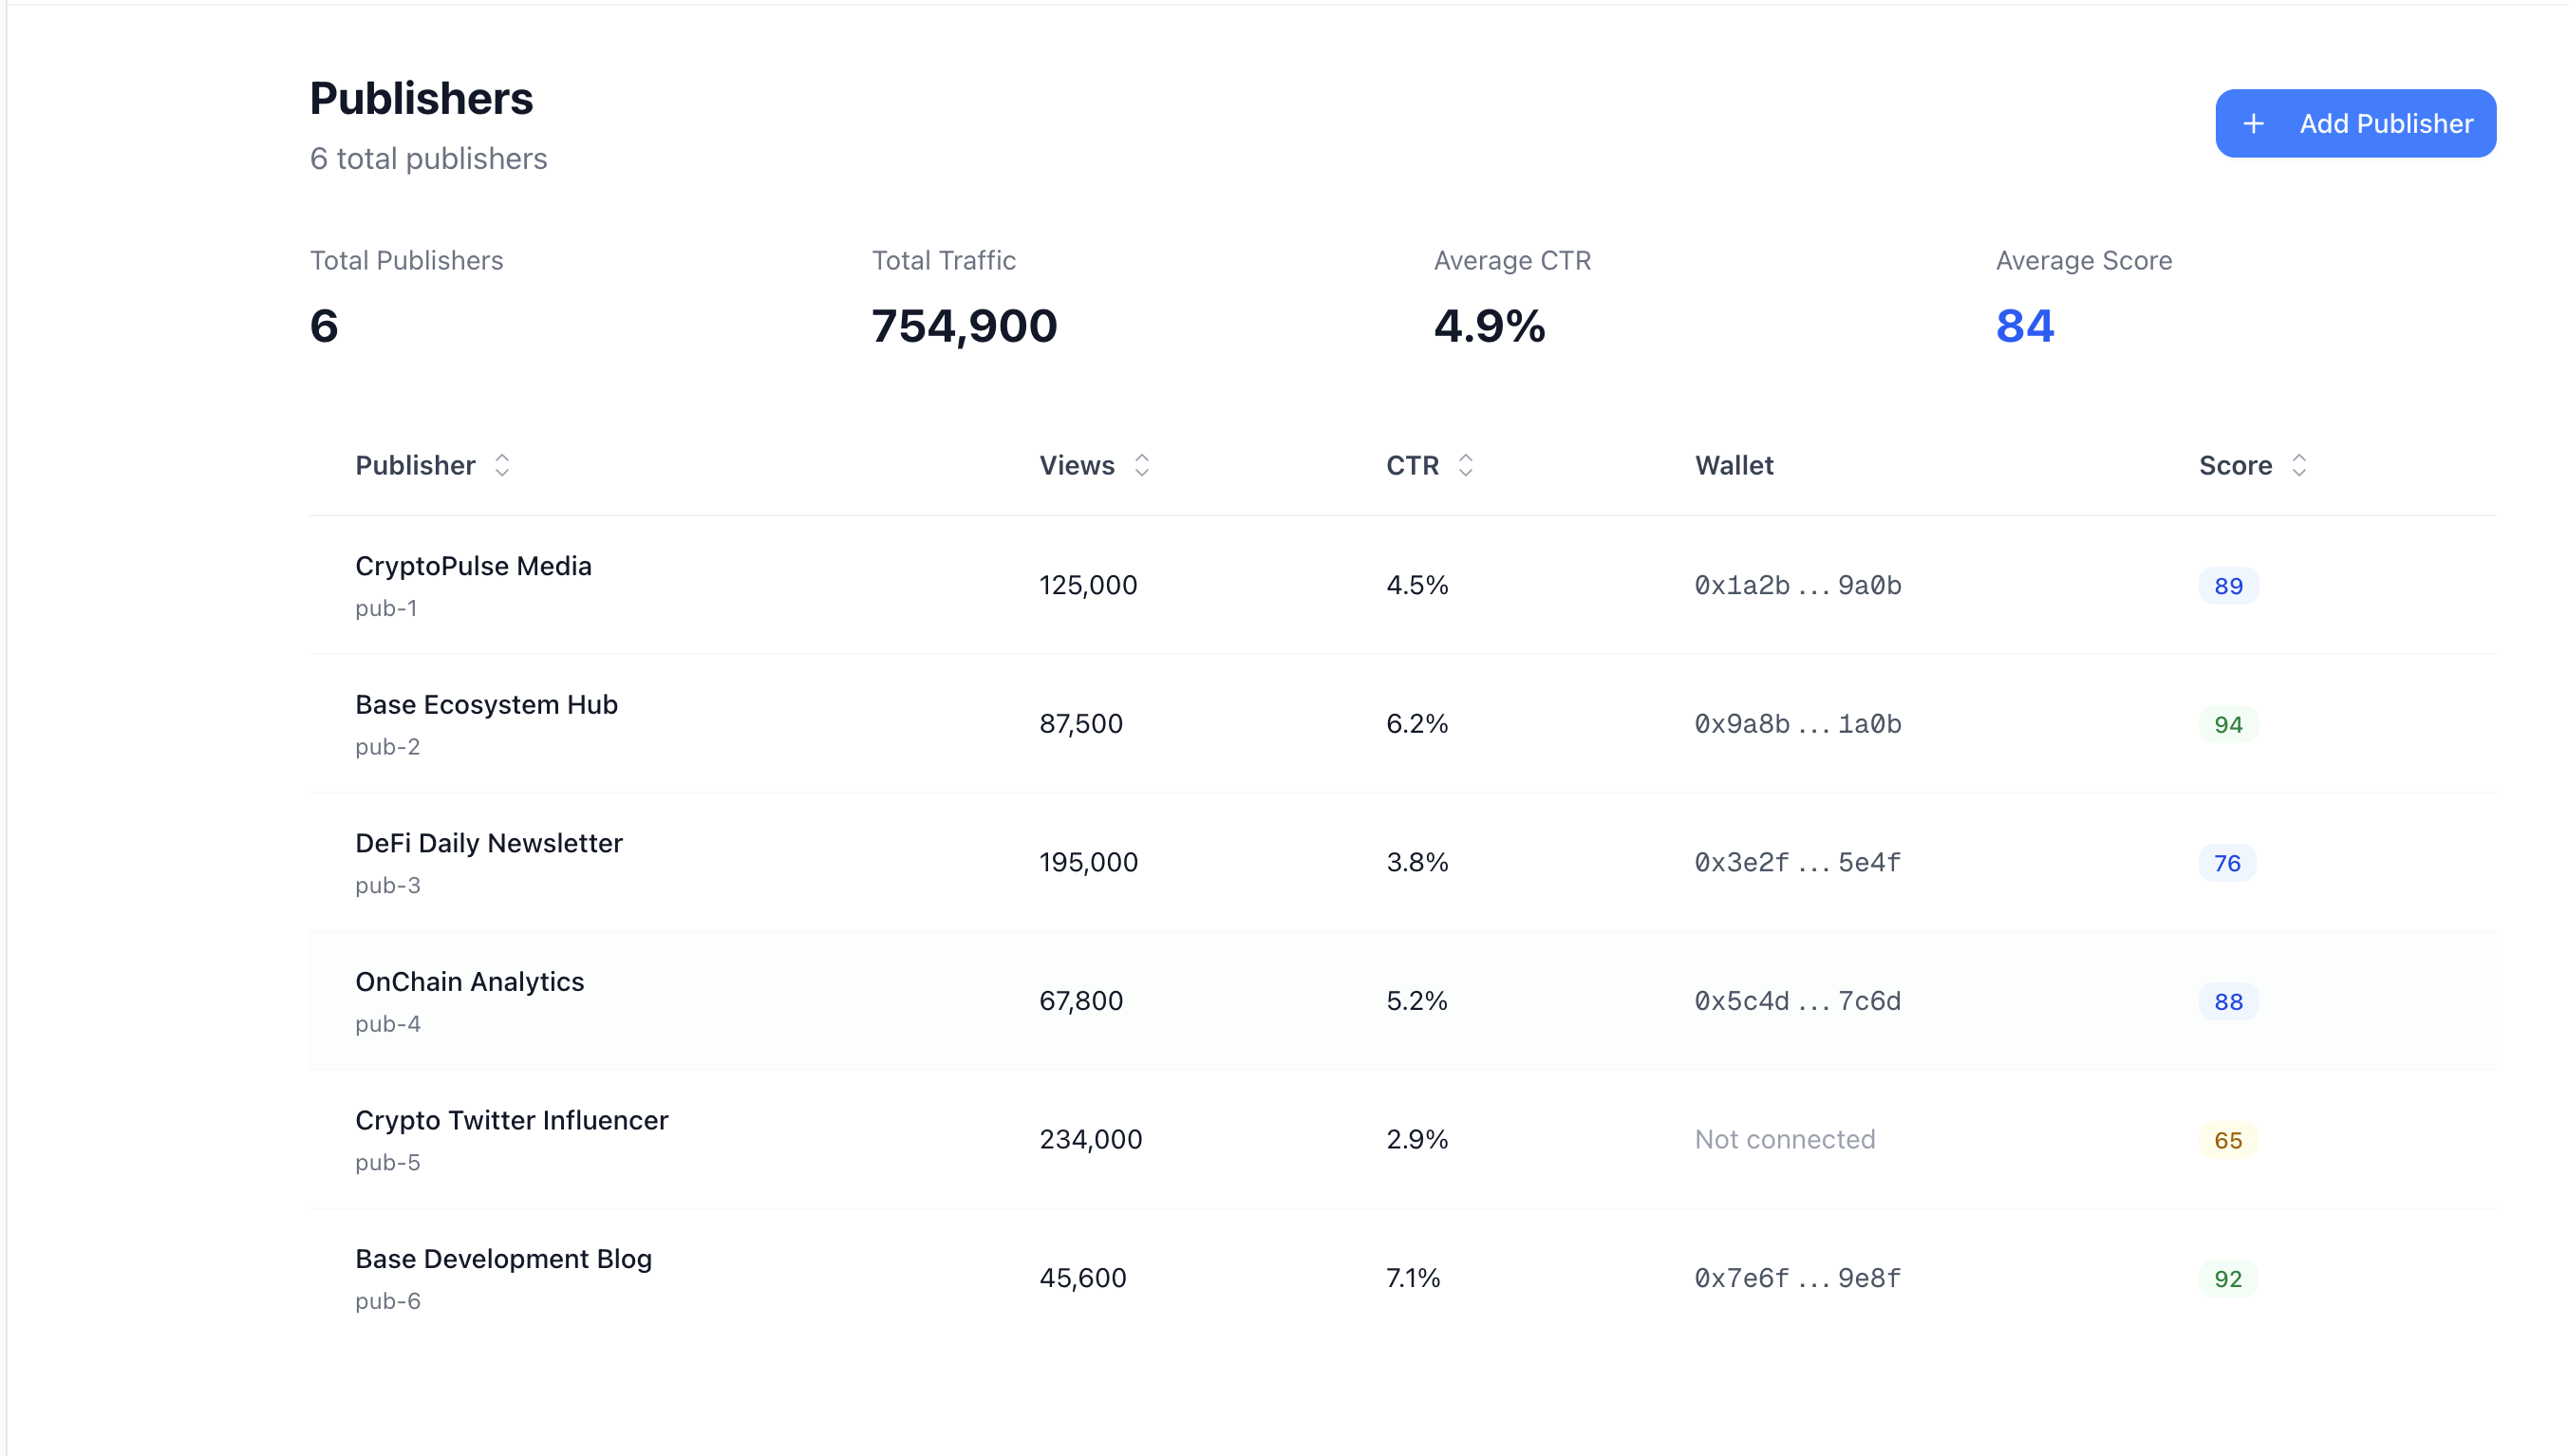 Publishers
6 total publishers
+ Add Publisher
Total Publishers
6
Total Traffic
754,900
Average CTR
4.9%
Average Score
84
Publisher Views CTR Wallet Score
CryptoPulse Media
pub-1
125,000 4.5% 0x1a2b...9a0b 89
Base Ecosystem Hub
pub-2
87,500 6.2% 0x9a8b...1a0b 94
DeFi Daily Newsletter
pub-3
195,000 3.8% 0x3e2f...5e4f 76
OnChain Analytics
pub-4
67,800 5.2% 0x5c4d...7c6d 88
Crypto Twitter Influencer
pub-5
234,000 2.9% Not connected 65
Base Development Blog
pub-6
45,600 7.1% 0x7e6f...9e8f 92